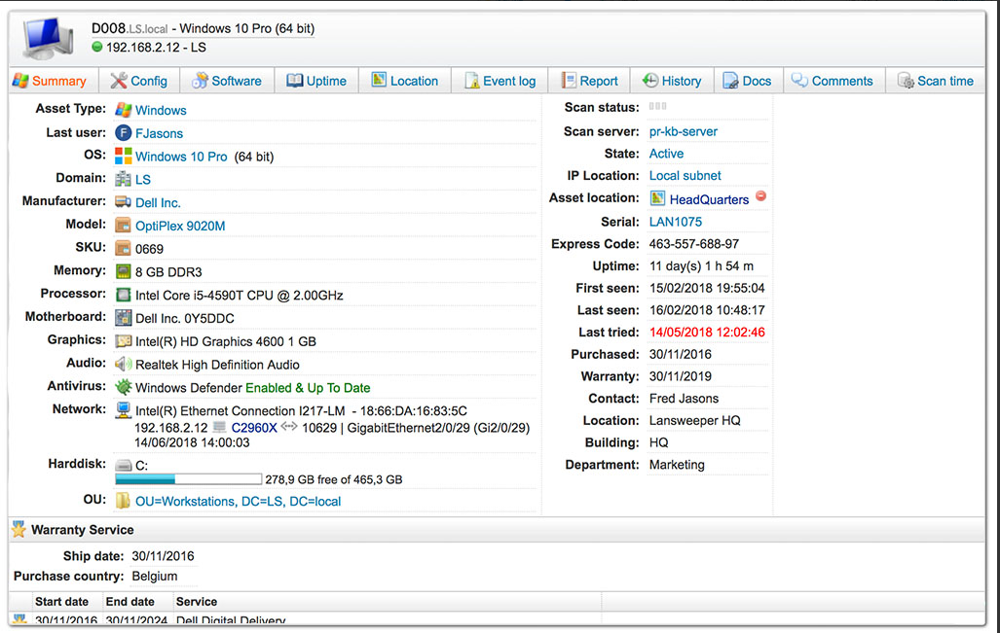 D008.LS.local - Windows 10 Pro (64 bit)
192.168.2.12 - LS
Summary Config Software Uptime Location Event log Report History Docs Comments Scan time
Asset Type: Windows
Last user: F FJasons
OS: Windows 10 Pro (64 bit)
Domain: LS
Manufacturer: Dell Inc.
Model: OptiPlex 9020M
SKU: 0669
Memory: 8 GB DDR3
Processor: Intel Core i5-4590T CPU @ 2.00GHz
Motherboard: Dell Inc. 0Y5DDC
Graphics: Intel(R) HD Graphics 4600 1 GB
Audio: Realtek High Definition Audio
Antivirus: Windows Defender Enabled & Up To Date
Network: Intel(R) Ethernet Connection I217-LM - 18:66:DA:16:83:5C
192.168.2.12 C2960X 10629 | GigabitEthernet2/0/29 (Gi2/0/29)
14/06/2018 14:00:03
Harddisk: C:
278,9 GB free of 465,3 GB
OU: OU=Workstations, DC=LS, DC=local
Scan status:
Scan server: pr-kb-server
State: Active
IP Location: Local subnet
Asset location: HeadQuarters
Serial: LAN1075
Express Code: 463-557-688-97
Uptime: 11 day(s) 1 h 54 m
First seen: 15/02/2018 19:55:04
Last seen: 16/02/2018 10:48:17
Last tried: 14/05/2018 12:02:46
Purchased: 30/11/2016
Warranty: 30/11/2019
Contact: Fred Jasons
Location: Lansweeper HQ
Building: HQ
Department: Marketing
Warranty Service
Ship date: 30/11/2016
Purchase country: Belgium
Start date End date Service
30/11/2016 30/11/2024 Dell Digital Delivery